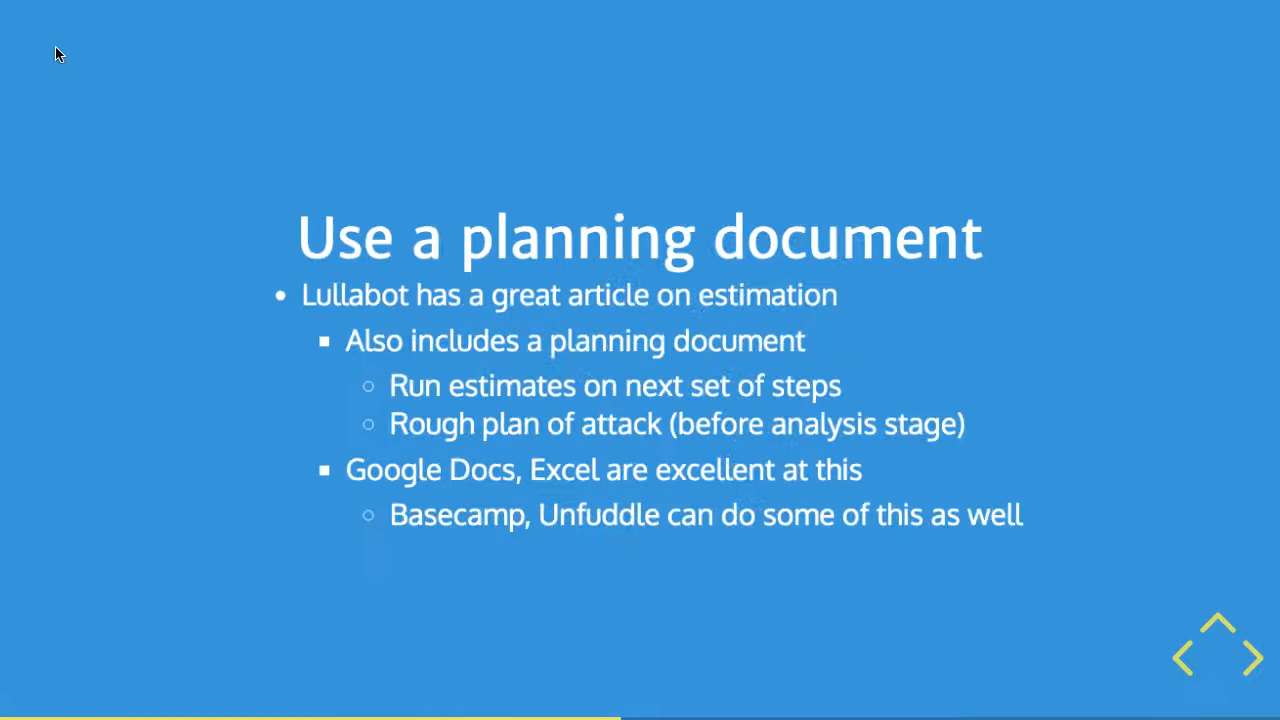 Use a planning document
Lullabot has a great article on estimation
Also includes a planning document
Run estimates on next set of steps
Rough plan of attack (before analysis stage)
Google Docs, Excel are excellent at this
Basecamp, Unfuddle can do some of this as well